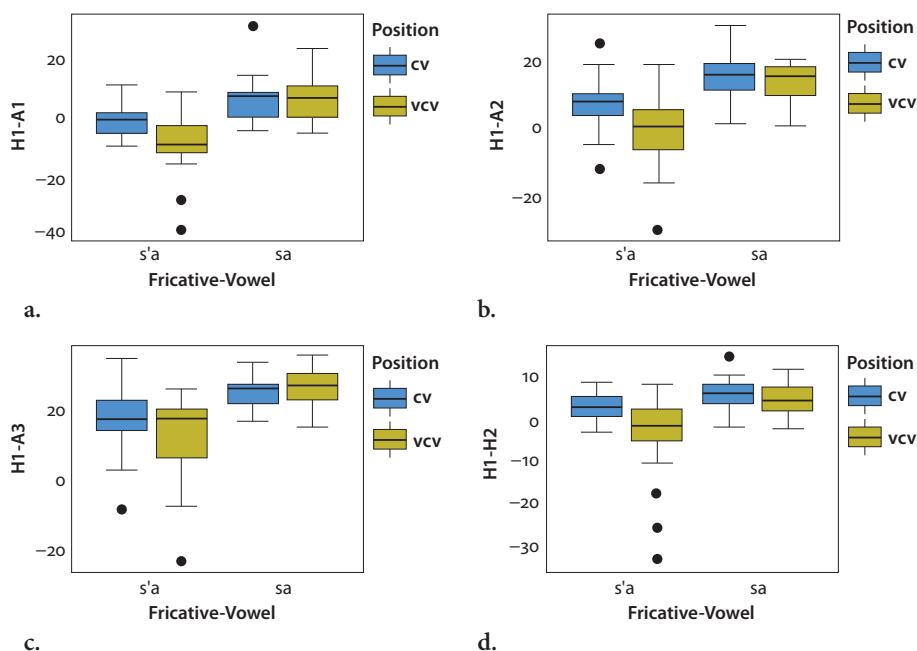 Position
cv
vcv
H1-A1
20
0
−20
−40
s'a
sa
Fricative-Vowel
a.
Position
cv
vcv
H1-A2
20
0
−20
s'a
sa
Fricative-Vowel
b.
Position
cv
vcv
H1-A3
20
0
−20
s'a
sa
Fricative-Vowel
c.
Position
cv
vcv
H1-H2
10
0
−10
−20
−30
s'a
sa
Fricative-Vowel
d.